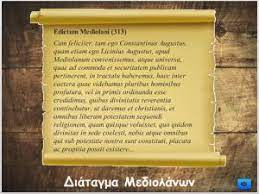 Edictum Mediolani (313)
Cum feliciter, tam ego Constantinus Augustus,
quam etiam ego Licinius Augustus, apud
Mediolanum convenissemus, atque universa,
quae ad commoda et securitatem publicam
pertinerent, in tractatu haberemus, haec inter
cactera quae videbamus pluribus hominibus
profutura, vel in primis ordinanda esse
credidimus, quibus divinitatis reverentia
continebatur, ut daremus et christianis, et
omnibus liberam potestatem sequendi
religionem, quam quisque voluisset, quo quidem
divinitas in sede coelesti, nobis atque omnibus
qui sub potestate nostra sunt constituti, placata
ac propitia possit existere...
Διάταγμα Μεδιολάνων